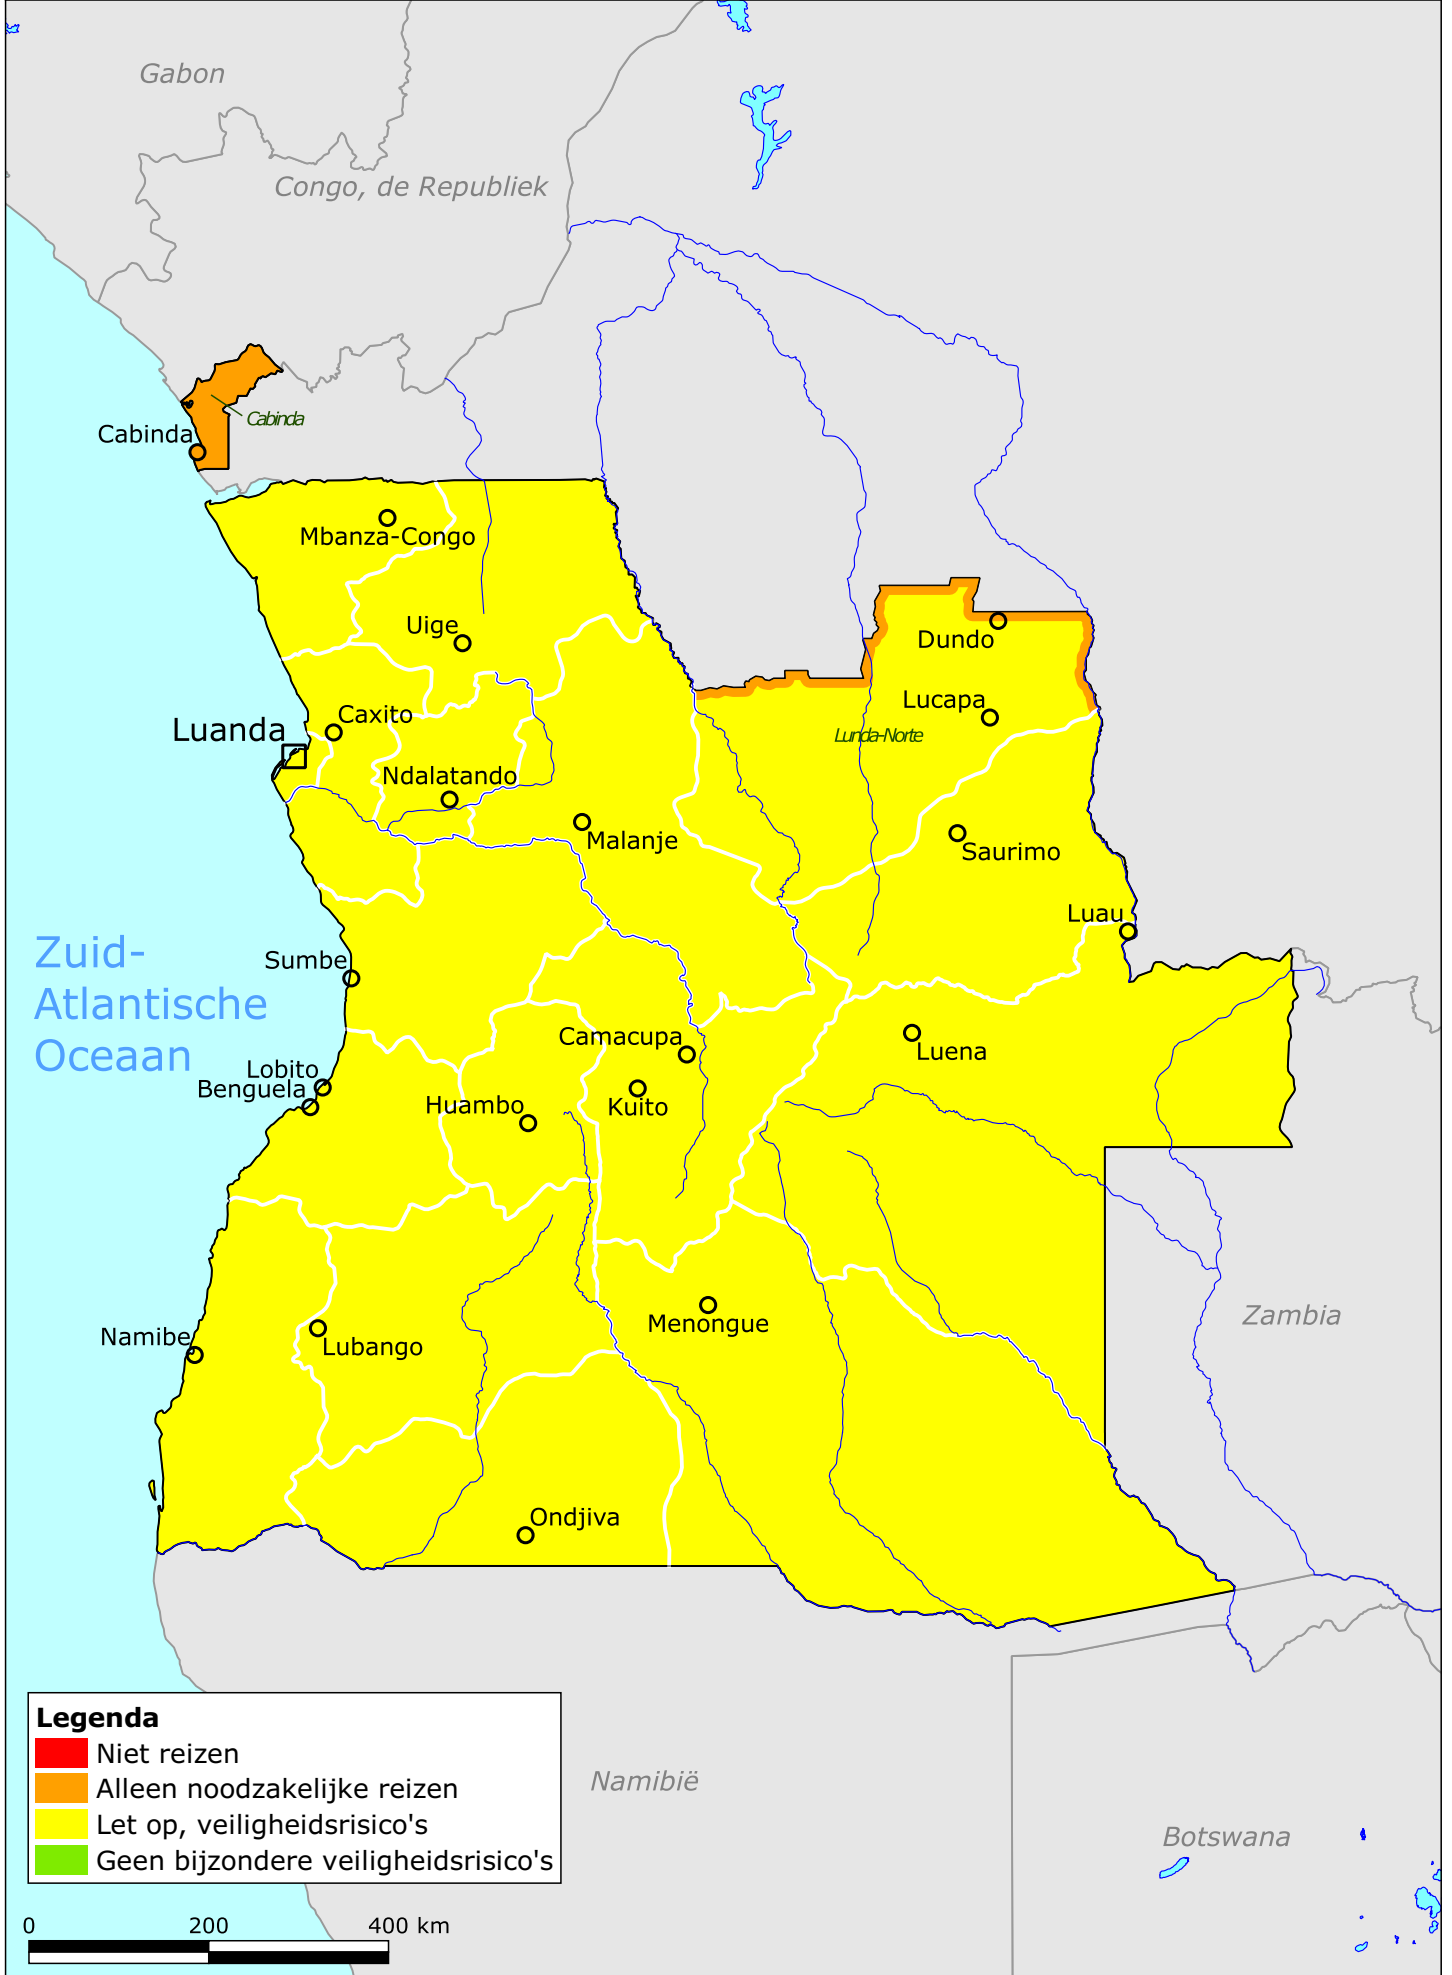 Gabon
Congo, de Republiek
Cabinda
Cabinda
Mbanza-Congo
Uige
Dundo
Lucapa
Caxito
Luanda
Lunda-Norte
Ndalatando
Malanje
Saurimo
Luau
Zuid-
Atlantische
Oceaan
Sumbe
Camacupa
Luena
Lobito
Benguela
Huambo
Kuito
Menongue
Zambia
Namibe
Lubango
Ondjiva
Legenda
Niet reizen
Alleen noodzakelijke reizen
Let op, veiligheidsrisico's
Geen bijzondere veiligheidsrisico's
Namibië
Botswana
0 200 400 km